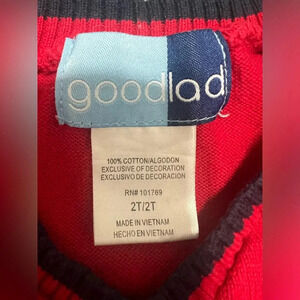 goodlad
100% COTTON/ALGODON
EXCLUSIVE OF DECORATION
EXCLUSIVO DE DECORACION
RN# 101769
2T/2T
MADE IN VIETNAM
HECHO EN VIETNAM